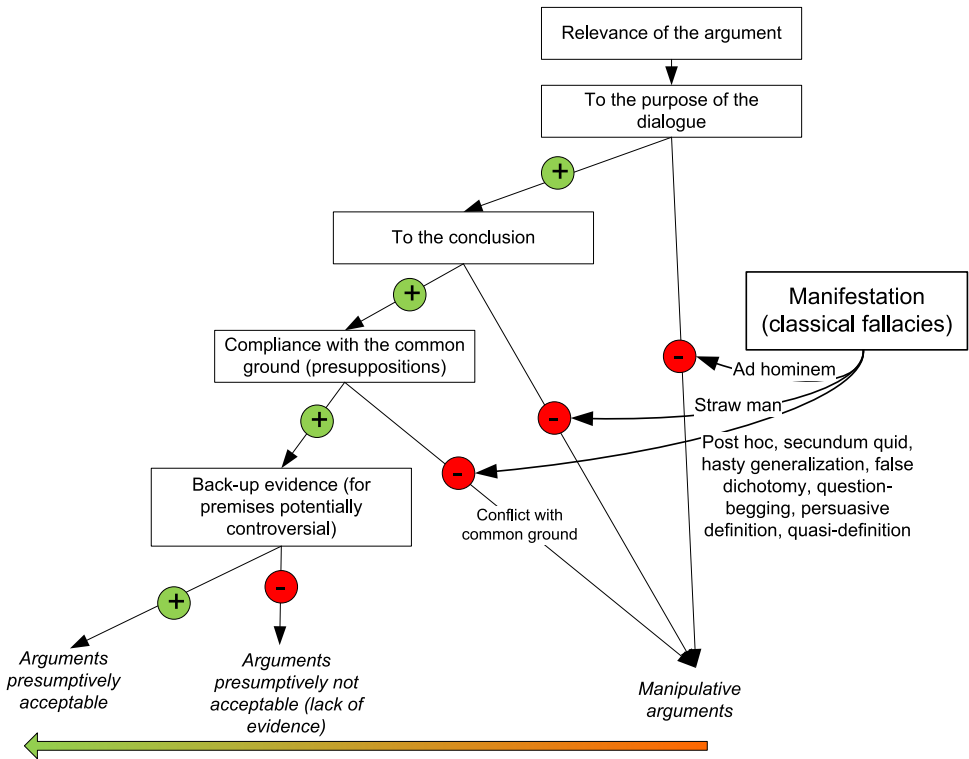 Relevance of the argument
To the purpose of the
dialogue
+
To the conclusion
+
Manifestation
(classical fallacies)
Compliance with the common
ground (presuppositions)
-
Ad hominem
Straw man
-
+
Post hoc, secundum quid,
hasty generalization, false
dichotomy, question-
begging, persuasive
definition, quasi-definition
-
Back-up evidence (for
premises potentially
controversial)
Conflict with
common ground
+
-
Arguments
presumptively
acceptable
Arguments
presumptively not
acceptable (lack of
evidence)
Manipulative
arguments